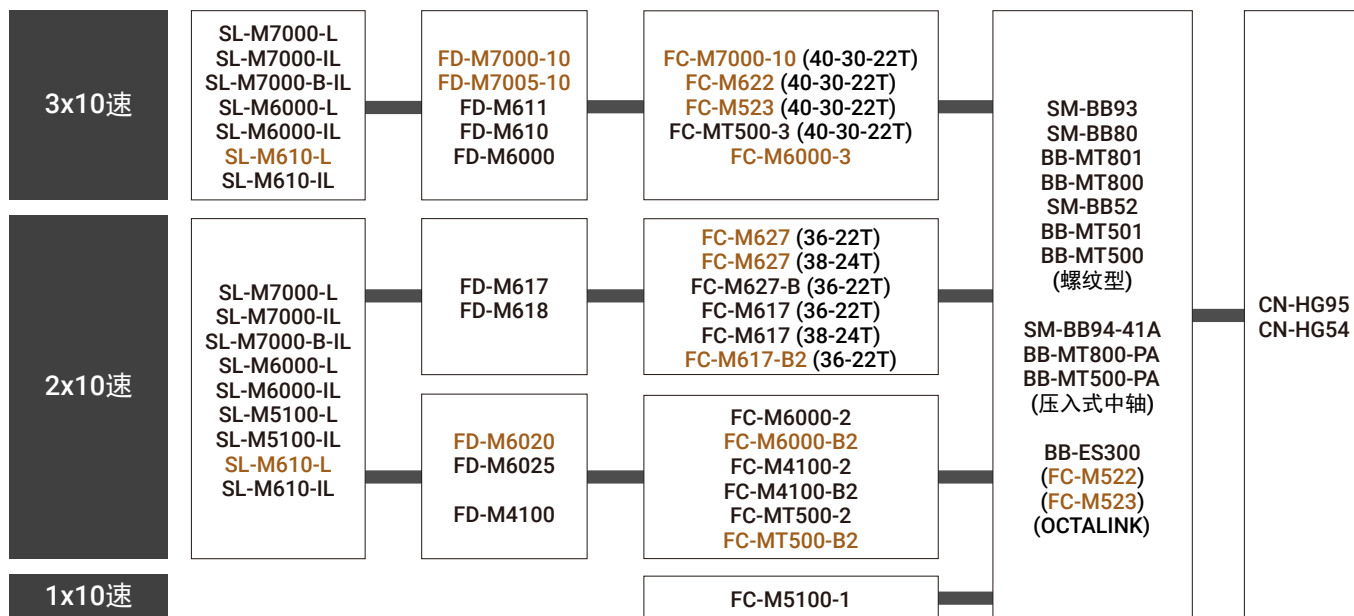 3x10速
SL-M7000-L
SL-M7000-IL
SL-M7000-B-IL
SL-M6000-L
SL-M6000-IL
SL-M610-L
SL-M610-IL
FD-M7000-10
FD-M7005-10
FD-M611
FD-M610
FD-M6000
FC-M7000-10 (40-30-22T)
FC-M622 (40-30-22T)
FC-M523 (40-30-22T)
FC-MT500-3 (40-30-22T)
FC-M6000-3
2x10速
SL-M7000-L
SL-M7000-IL
SL-M7000-B-IL
SL-M6000-L
SL-M6000-IL
SL-M5100-L
SL-M5100-IL
SL-M610-L
SL-M610-IL
FD-M617
FD-M618
FC-M627 (36-22T)
FC-M627 (38-24T)
FC-M627-B (36-22T)
FC-M617 (36-22T)
FC-M617 (38-24T)
FC-M617-B2 (36-22T)
FD-M6020
FD-M6025
FD-M4100
FC-M6000-2
FC-M6000-B2
FC-M4100-2
FC-M4100-B2
FC-MT500-2
FC-MT500-B2
1x10速
FC-M5100-1
SM-BB93
SM-BB80
BB-MT801
BB-MT800
SM-BB52
BB-MT501
BB-MT500
(螺纹型)
SM-BB94-41A
BB-MT800-PA
BB-MT500-PA
(压入式中轴)
BB-ES300
(FC-M522)
(FC-M523)
(OCTALINK)
CN-HG95
CN-HG54